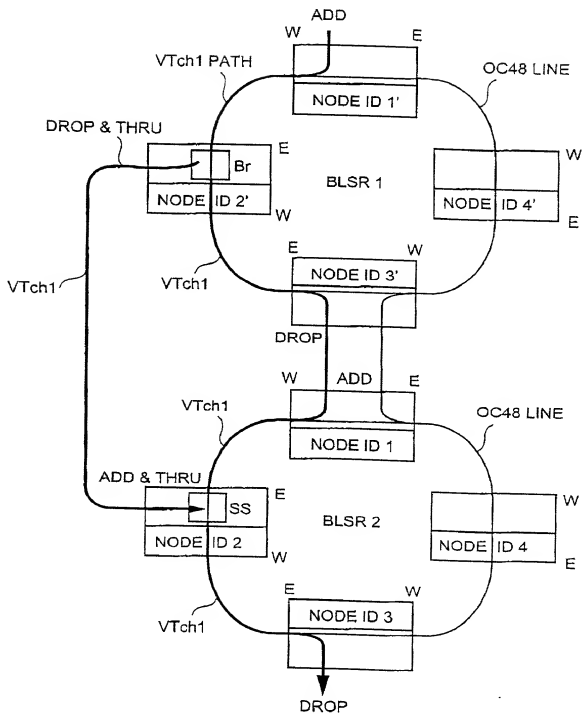 ADD
W
E
VTch1 PATH
OC48 LINE
NODE ID 1'
DROP & THRU
E
Br
W
BLSR 1
NODE ID 2'
NODE ID 4'
W
E
E
W
VTch1
VTch1
NODE ID 3'
DROP
W
ADD
E
VTch1
OC48 LINE
NODE ID 1
ADD & THRU
E
W
SS
BLSR 2
NODE ID 2
NODE ID 4
W
E
E
W
VTch1
NODE ID 3
DROP